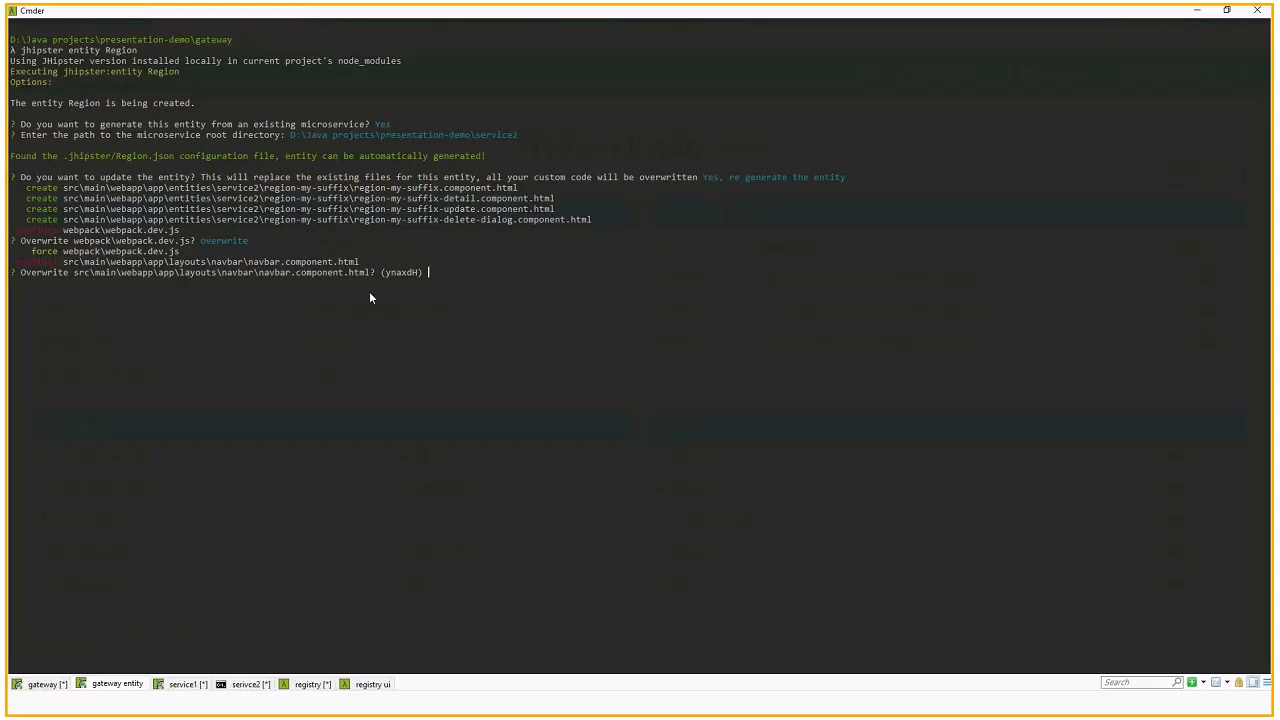 Cmder
D:\Java projects\presentation-demo\gateway
λ jhipster entity Region
Using JHipster version installed locally in current project's node_modules
Executing jhipster:entity Region
Options:
The entity Region is being created.
? Do you want to generate this entity from an existing microservice? Yes
? Enter the path to the microservice root directory: D:\Java projects\presentation-demo\service2
Found the .jhipster/Region.json configuration file, entity can be automatically generated!
? Do you want to update the entity? This will replace the existing files for this entity, all your custom code will be overwritten Yes, re generate the entity
create src\main\webapp\app\entities\service2\region-my-suffix\region-my-suffix.component.html
create src\main\webapp\app\entities\service2\region-my-suffix\region-my-suffix-detail.component.html
create src\main\webapp\app\entities\service2\region-my-suffix\region-my-suffix-update.component.html
create src\main\webapp\app\entities\service2\region-my-suffix\region-my-suffix-delete-dialog.component.html
conflict webpack\webpack.dev.js
? Overwrite webpack\webpack.dev.js? overwrite
force webpack\webpack.dev.js
conflict src\main\webapp\app\layouts\navbar\navbar.component.html
? Overwrite src\main\webapp\app\layouts\navbar\navbar.component.html? (ynaxdH)
gateway [*] gateway entity service1 [*] serivce2 [*] registry [*] registry ui Search